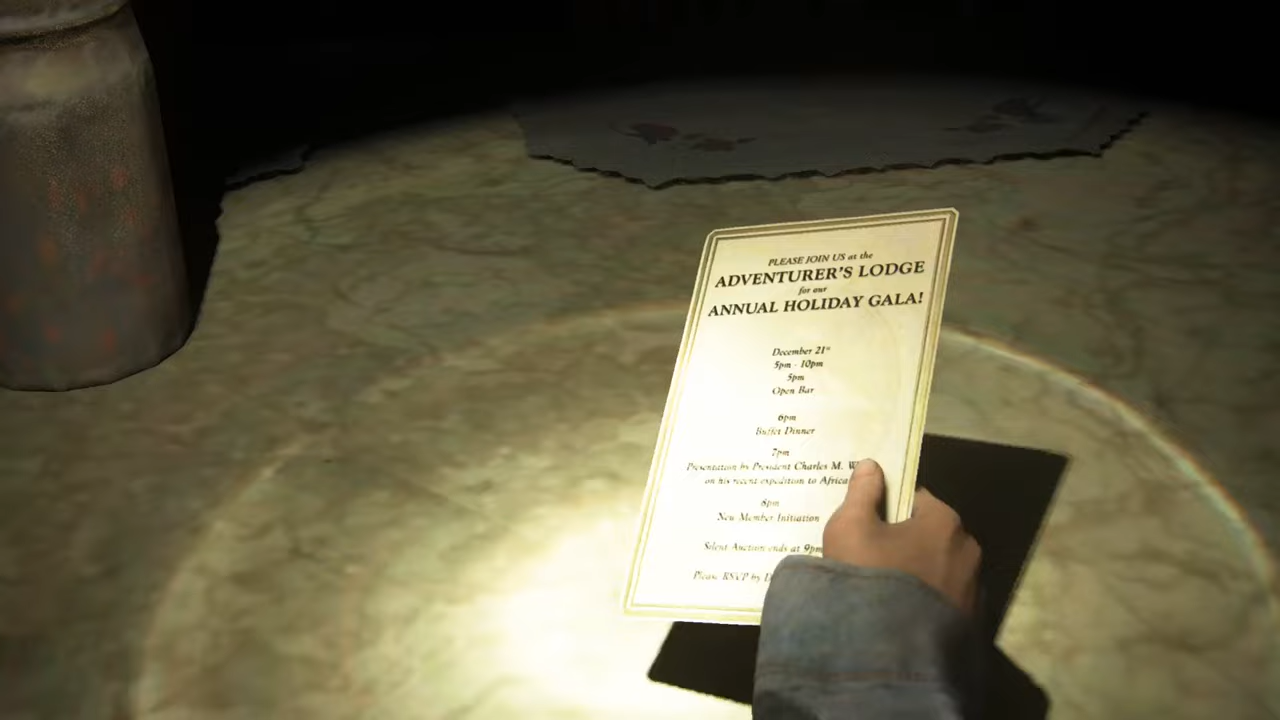 PLEASE JOIN US at the
ADVENTURER'S LODGE
for our
ANNUAL HOLIDAY GALA!
December 21st
5pm - 10pm
5pm
Open Bar
6pm
Buffet Dinner
7pm
Presentation by President Charles M.
on his recent expedition to Africa
8pm
New Member Initiation
Silent Auction ends at 9pm
Please RSVP by